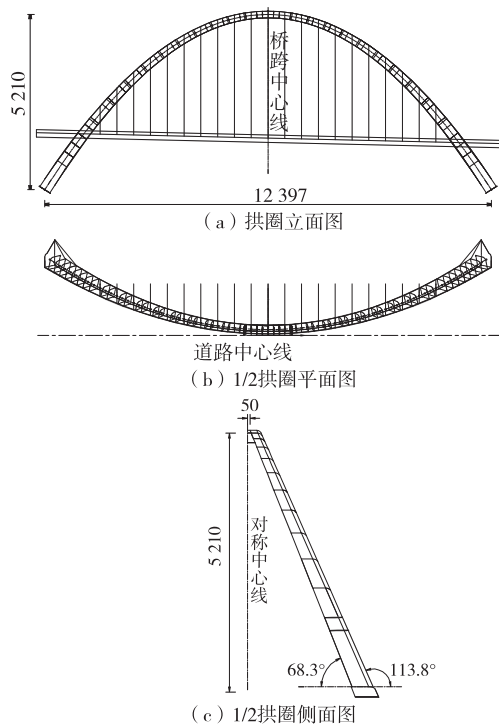 5 210
桥跨中心线
12 397
（a）拱圈立面图
道路中心线
（b）1/2拱圈平面图
50
5 210
对称中心线
68.3°
113.8°
（c）1/2拱圈侧面图